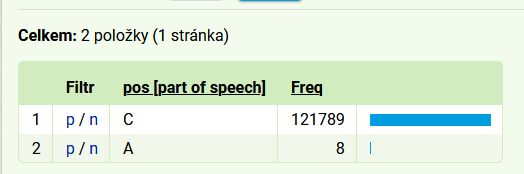 Celkem: 2 položky (1 stránka)
Filtr pos [part of speech] Freq
1 p / n C 121789
2 p / n A 8